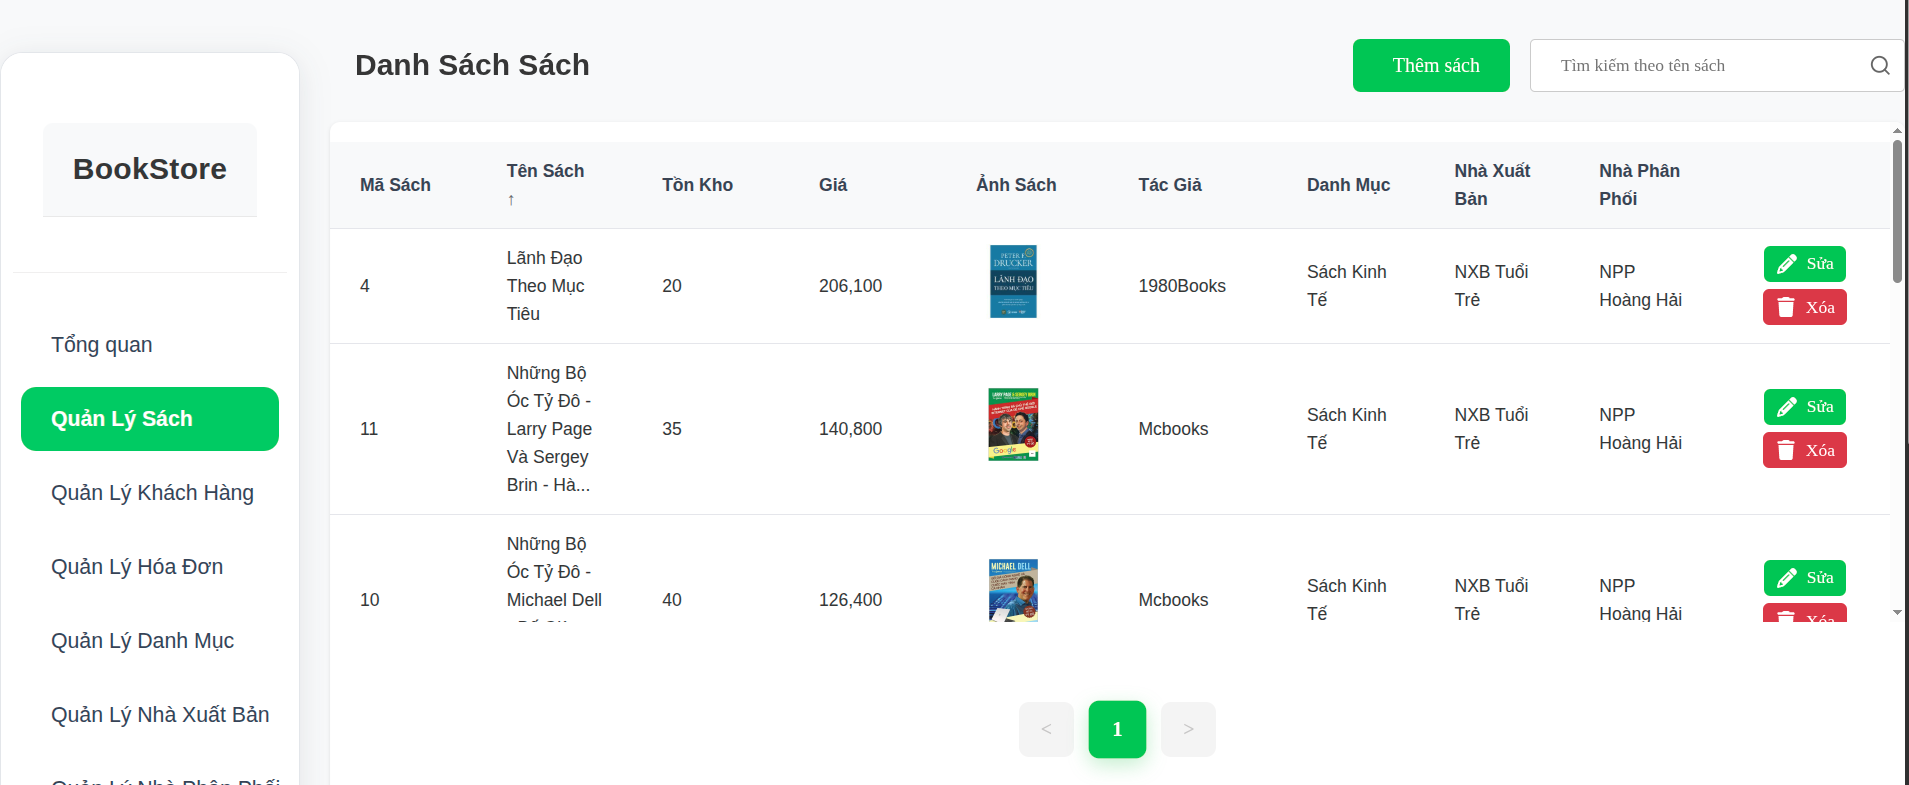 Danh Sách Sách
Thêm sách
Tìm kiếm theo tên sách
BookStore
Tổng quan
Quản Lý Sách
Quản Lý Khách Hàng
Quản Lý Hóa Đơn
Quản Lý Danh Mục
Quản Lý Nhà Xuất Bản
Quản Lý Nhà Phân Phối
Mã Sách
Tên Sách
↑
Tồn Kho
Giá
Ảnh Sách
Tác Giả
Danh Mục
Nhà Xuất
Bản
Nhà Phân
Phối
4
Lãnh Đạo
Theo Mục
Tiêu
20
206,100
PETER F.
DRUCKER
LÃNH ĐẠO
THEO MỤC TIÊU
1980Books
Sách Kinh
Tế
NXB Tuổi
Trẻ
NPP
Hoàng Hải
Sửa
Xóa
11
Những Bộ
Óc Tỷ Đô -
Larry Page
Và Sergey
Brin - Hà...
35
140,800
LARRY PAGE & SERGEY BRIN
Google
Mcbooks
Sách Kinh
Tế
NXB Tuổi
Trẻ
NPP
Hoàng Hải
Sửa
Xóa
10
Những Bộ
Óc Tỷ Đô -
Michael Dell
40
126,400
MICHAEL DELL
Mcbooks
Sách Kinh
Tế
NXB Tuổi
Trẻ
NPP
Hoàng Hải
Sửa
Xóa
<
1
>